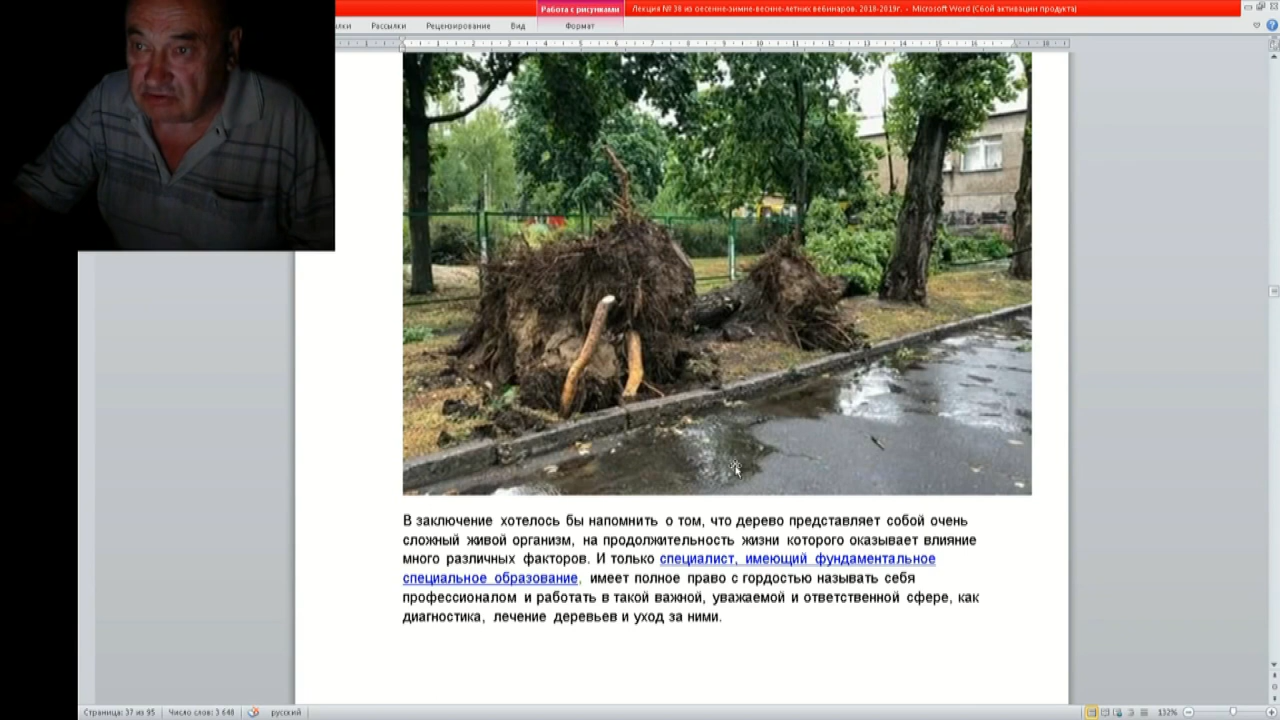 Работа с рисунками
Лекция № 38 из осенне-зимне-весне-летних вебинаров. 2018-2019г. - Microsoft Word (Сбой активации продукта)
Рассылки
Рецензирование
Вид
Формат
В заключение хотелось бы напомнить о том, что дерево представляет собой очень
сложный живой организм, на продолжительность жизни которого оказывает влияние
много различных факторов. И только специалист, имеющий фундаментальное
специальное образование, имеет полное право с гордостью называть себя
профессионалом и работать в такой важной, уважаемой и ответственной сфере, как
диагностика, лечение деревьев и уход за ними.
Страница: 37 из 95
Число слов: 3 648
русский
132%